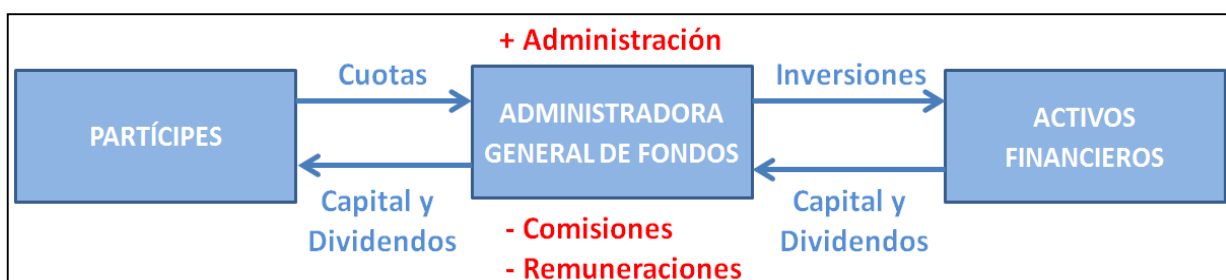 + Administración
Cuotas
Inversiones
PARTÍCIPES
ADMINISTRADORA
GENERAL DE FONDOS
ACTIVOS
FINANCIEROS
Capital y
Dividendos
- Comisiones
- Remuneraciones
Capital y
Dividendos